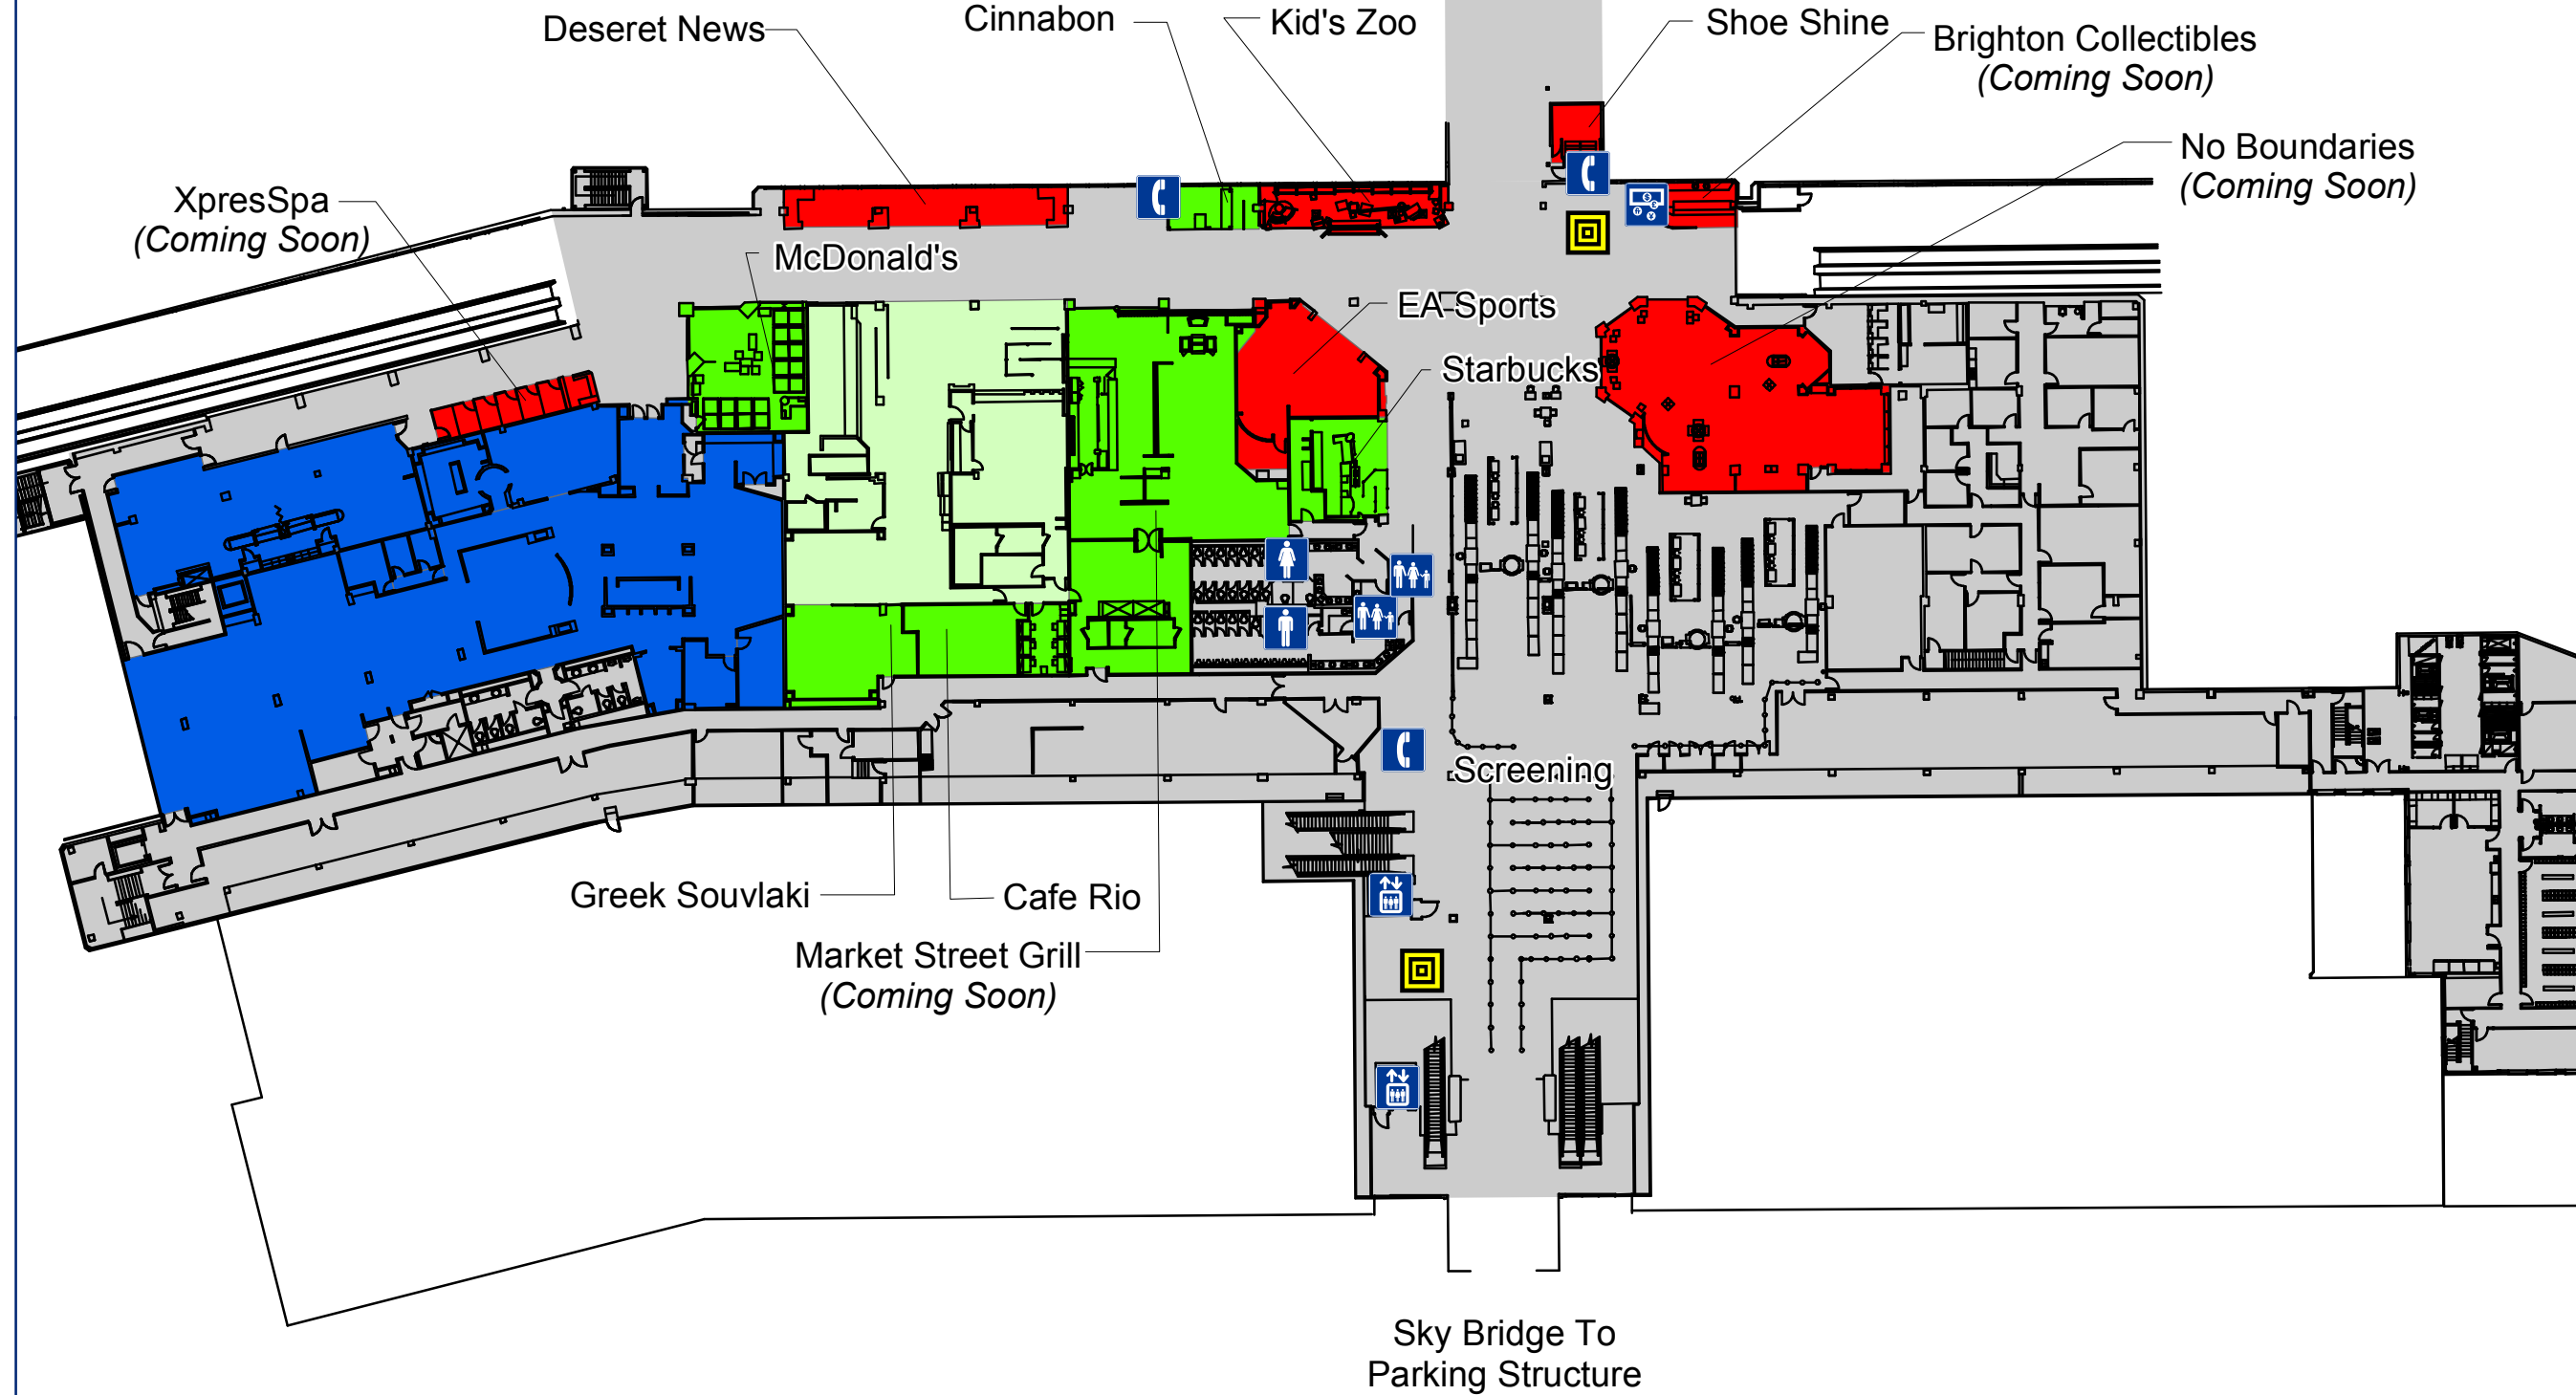 Deseret News
Cinnabon
Kid's Zoo
Shoe Shine
Brighton Collectibles
(Coming Soon)
No Boundaries
(Coming Soon)
XpresSpa
(Coming Soon)
McDonald's
EA Sports
Starbucks
Screening
Greek Souvlaki
Cafe Rio
Market Street Grill
(Coming Soon)
Sky Bridge To
Parking Structure